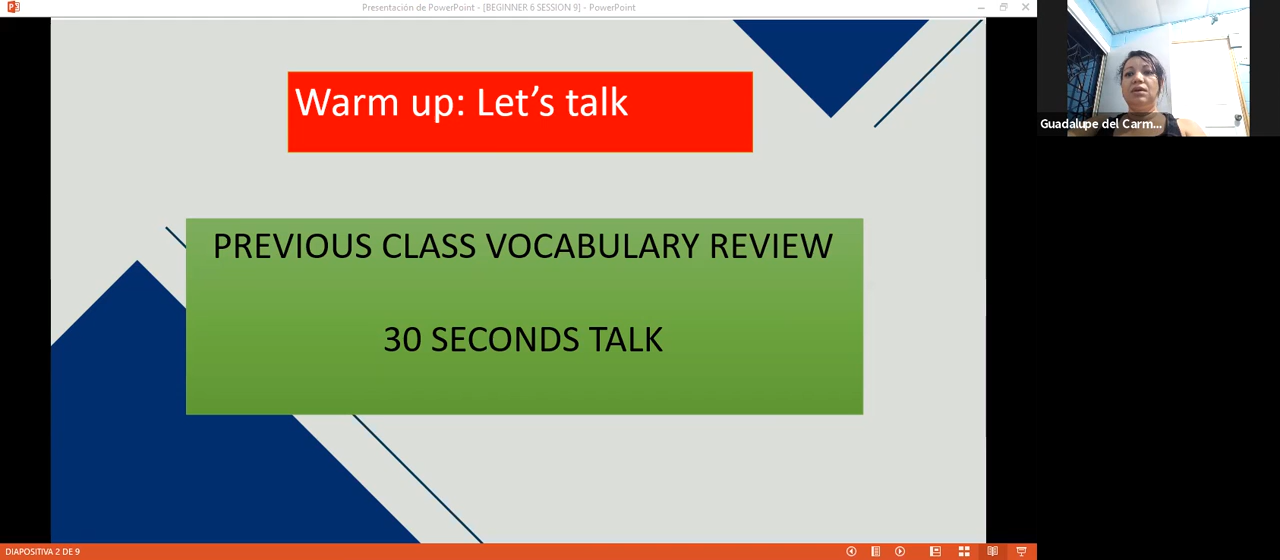 Presentación de PowerPoint - [BEGINNER 6 SESSION 9] - PowerPoint
Warm up: Let's talk
Guadalupe del Carm...
PREVIOUS CLASS VOCABULARY REVIEW
30 SECONDS TALK
DIAPOSITIVA 2 DE 9